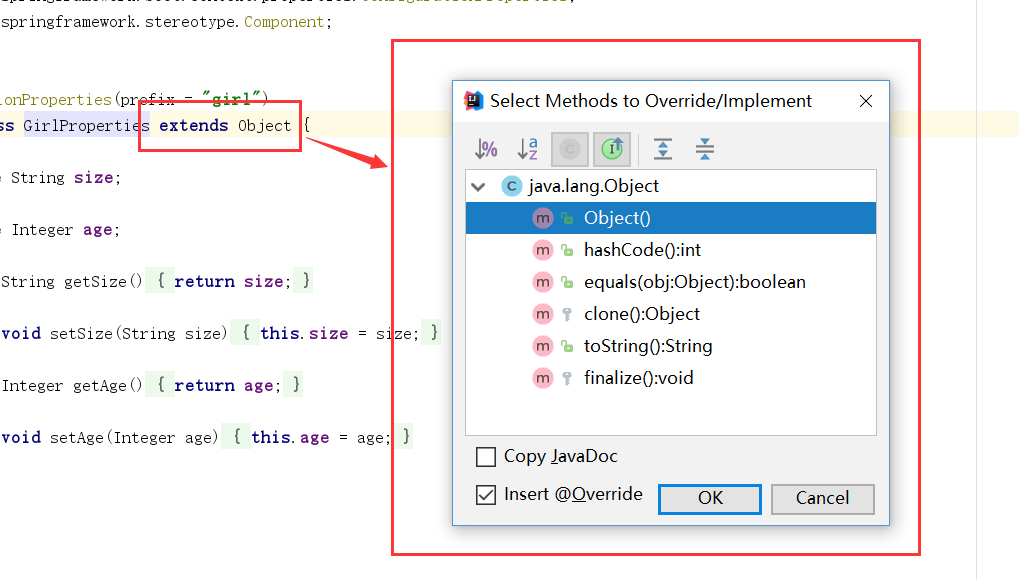 springframework.stereotype.Component;
ionProperties(prefix = "girl")
ss GirlProperties extends Object {
String size;
Integer age;
String getSize() { return size; }
void setSize(String size) { this.size = size; }
Integer getAge() { return age; }
void setAge(Integer age) { this.age = age; }
Select Methods to Override/Implement
java.lang.Object
Object()
hashCode():int
equals(obj:Object):boolean
clone():Object
toString():String
finalize():void
Copy JavaDoc
Insert @Override
OK
Cancel